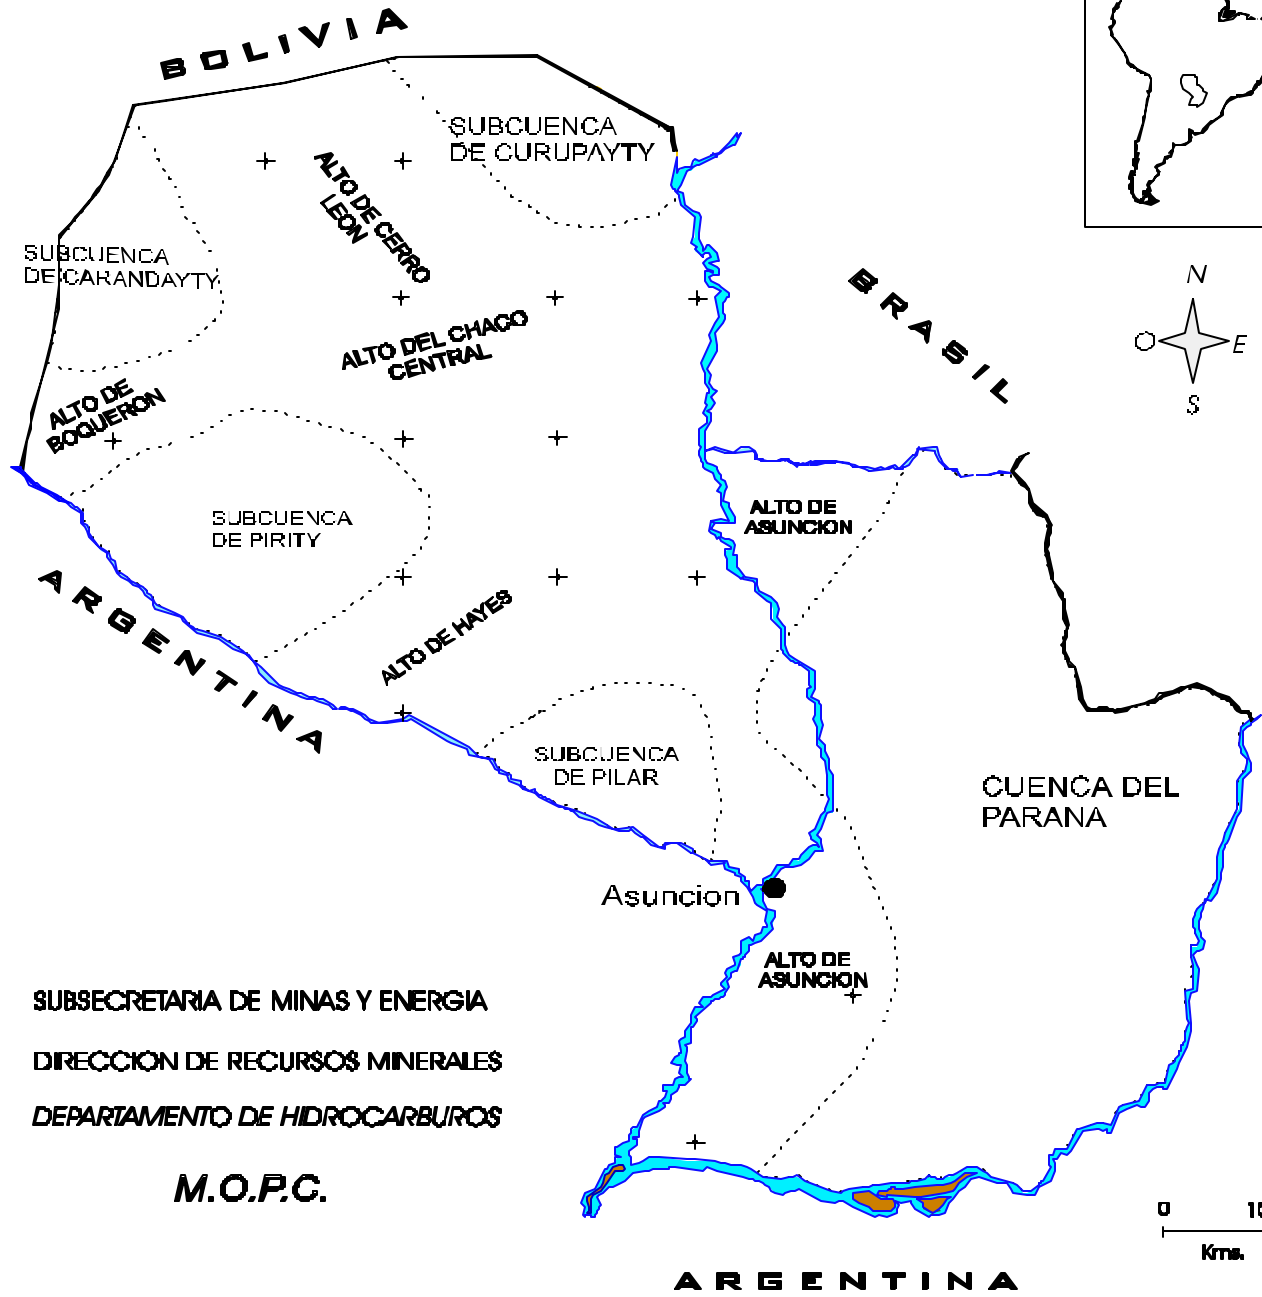 BOLIVIA
SUBCUENCA
DE CURUPAYTY
ALTO DE CERRO
LEON
SUBCUENCA
DE CARANDAYTY
BRASIL
N
O
E
S
ALTO DEL CHACO
CENTRAL
ALTO DE
BOQUERON
SUBCUENCA
DE PIRITY
ALTO DE
ASUNCION
ARGENTINA
ALTO DE HAYES
SUBCUENCA
DE PILAR
CUENCA DEL
PARANA
Asuncion
ALTO DE
ASUNCION
SUBSECRETARIA DE MINAS Y ENERGIA
DIRECCION DE RECURSOS MINERALES
DEPARTAMENTO DE HIDROCARBUROS
M.O.P.C.
0
Kms.
ARGENTINA